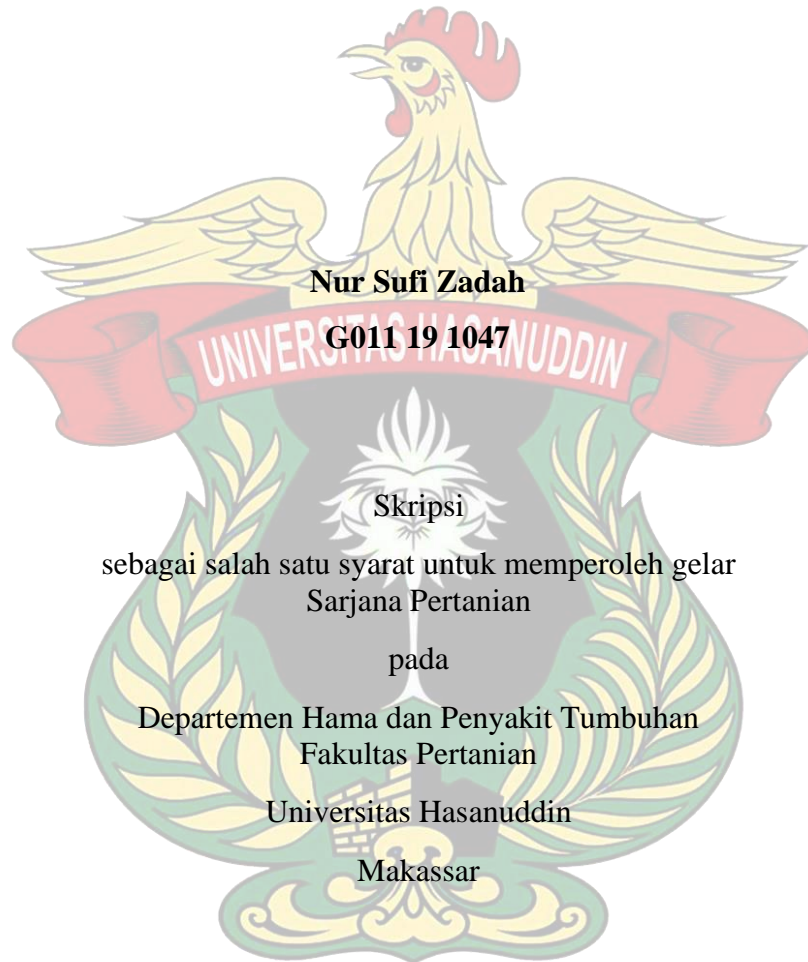 Nur Sufi Zadah
G011 19 1047
UNIVERSITAS HASANUDDIN
Skripsi
sebagai salah satu syarat untuk memperoleh gelar
Sarjana Pertanian
pada
Departemen Hama dan Penyakit Tumbuhan
Fakultas Pertanian
Universitas Hasanuddin
Makassar